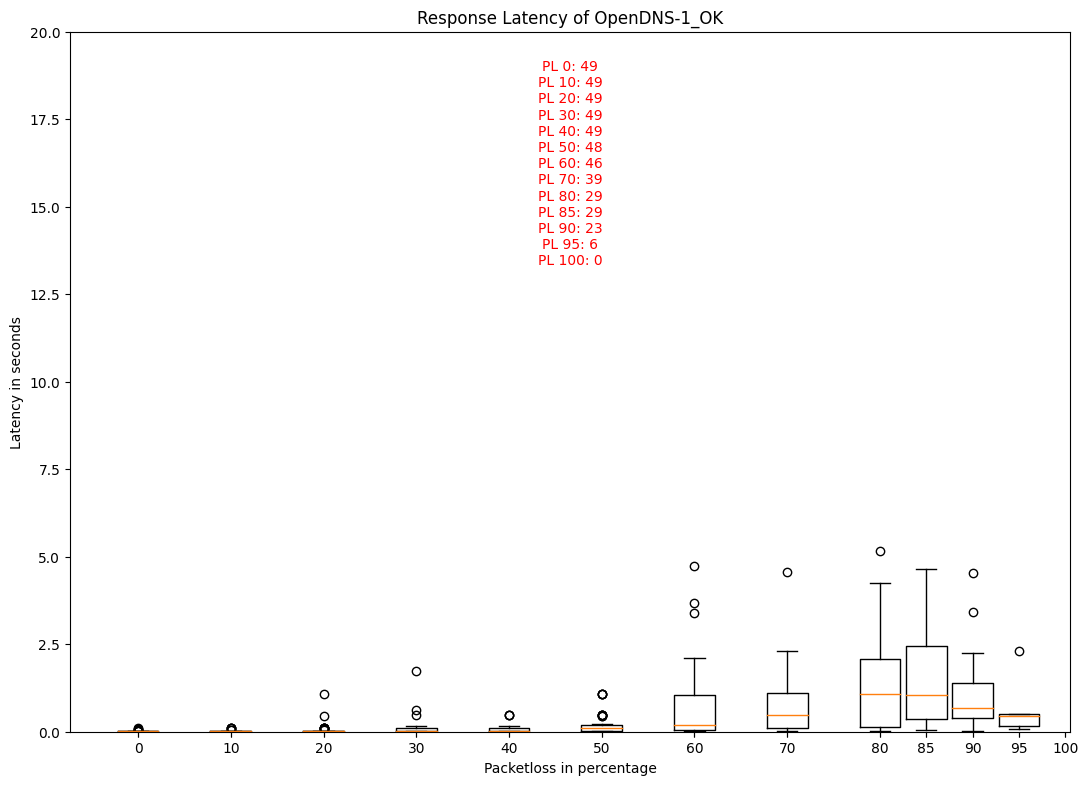 Response Latency of OpenDNS-1_OK
20.0
17.5
15.0
12.5
10.0
7.5
5.0
2.5
0.0
Latency in seconds
PL 0: 49
PL 10: 49
PL 20: 49
PL 30: 49
PL 40: 49
PL 50: 48
PL 60: 46
PL 70: 39
PL 80: 29
PL 85: 29
PL 90: 23
PL 95: 6
PL 100: 0
0 10 20 30 40 50 60 70 80 85 90 95 100
Packetloss in percentage